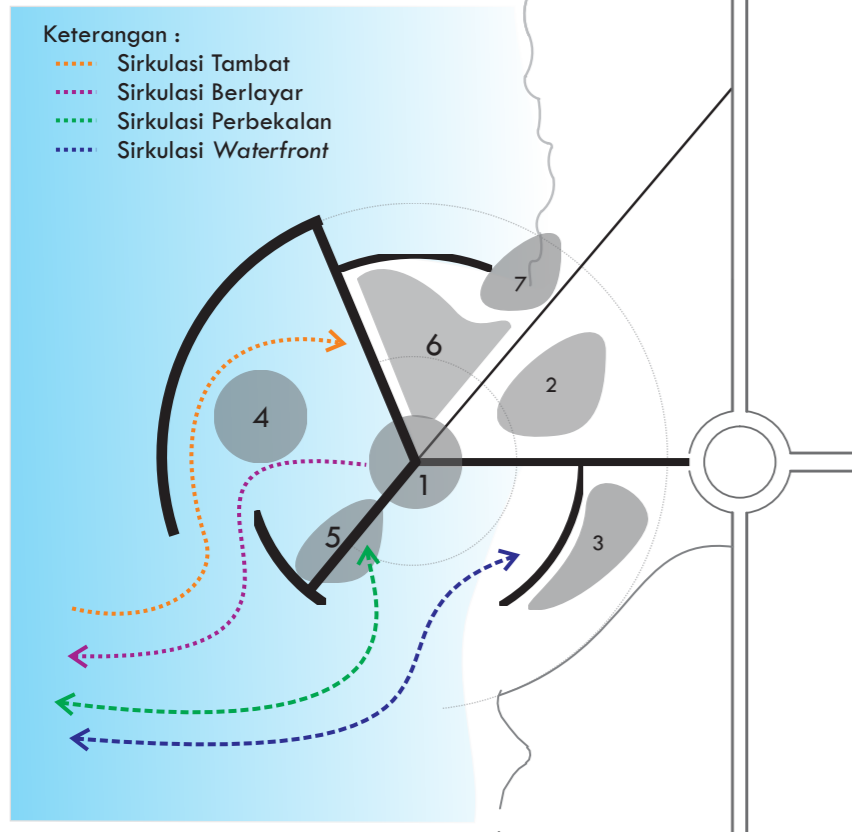 Keterangan :
Sirkulasi Tambat
Sirkulasi Berlayar
Sirkulasi Perbekalan
Sirkulasi Waterfront
7
6
2
4
1
5
3